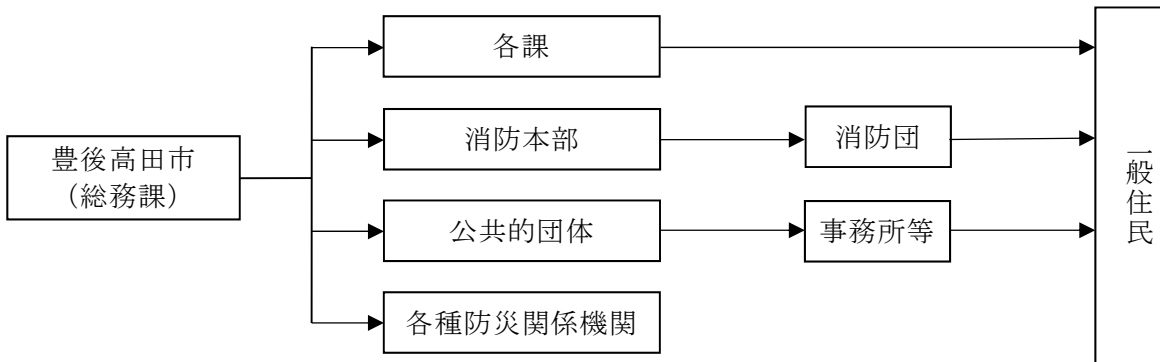 豊後高田市
（総務課）
各課
消防本部
消防団
公共的団体
事務所等
各種防災関係機関
一般住民